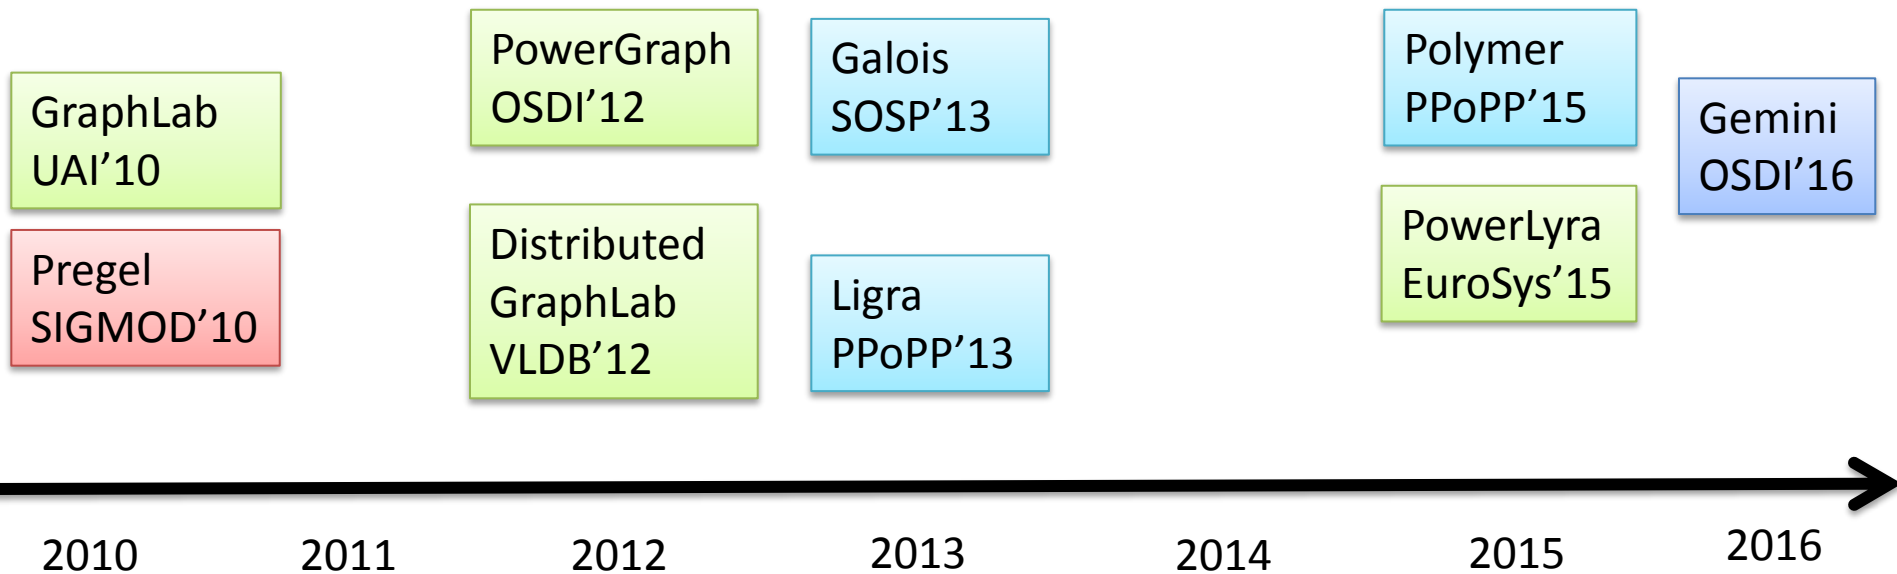 GraphLab
UAI’10
Pregel
SIGMOD’10
PowerGraph
OSDI’12
Distributed
GraphLab
VLDB’12
Galois
SOSP’13
Ligra
PPoPP’13
Polymer
PPoPP’15
PowerLyra
EuroSys’15
Gemini
OSDI’16
2010
2011
2012
2013
2014
2015
2016